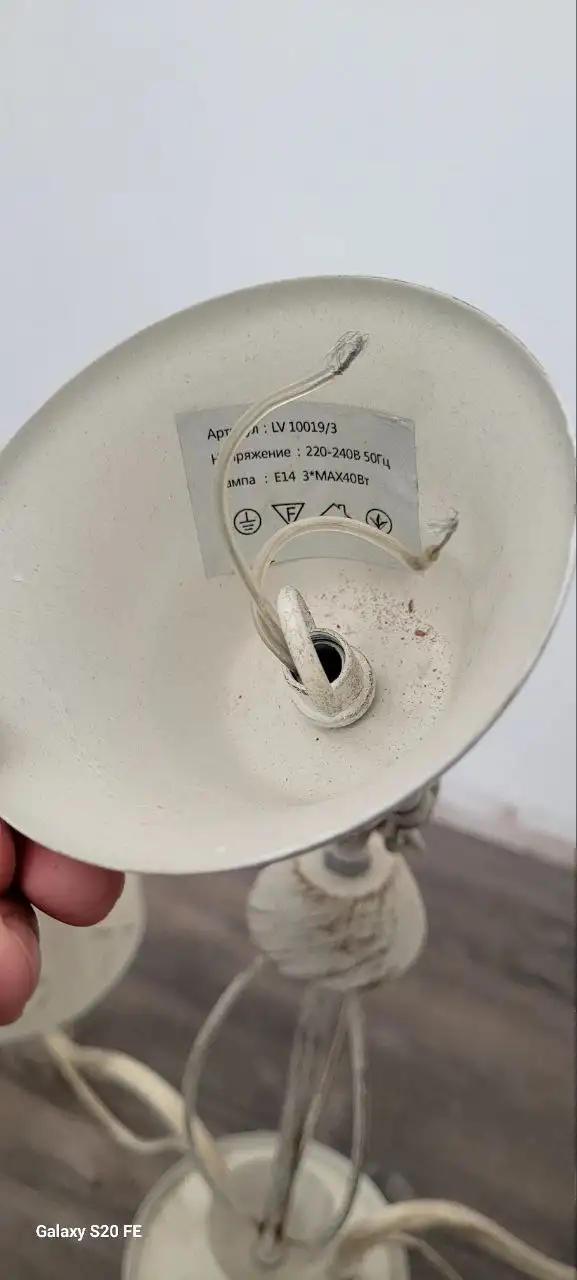 : LV 10019/3
: 220-240В 50Гц
: E14 3*MAX40Вт
F
Galaxy S20 FE